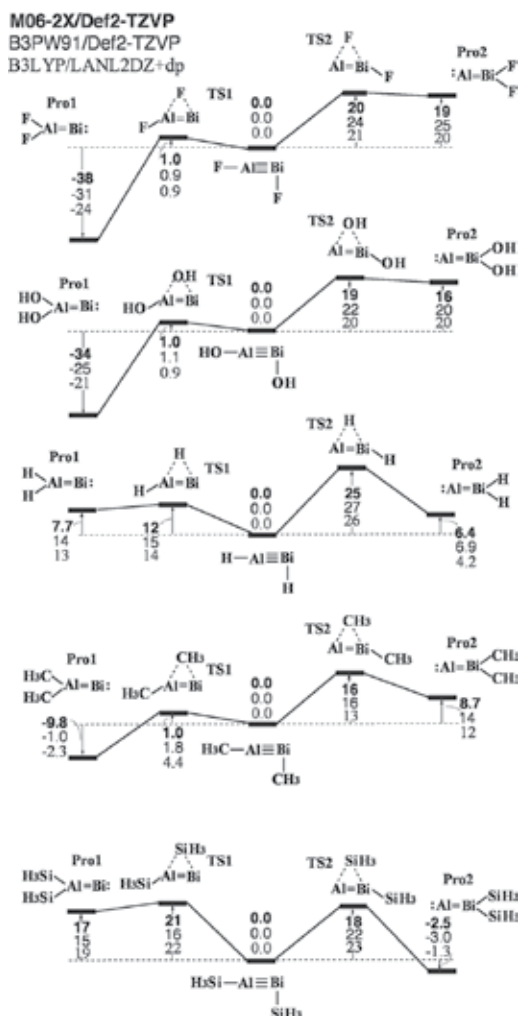 M06-2X/Def2-TZVP
B3PW91/Def2-TZVP
B3LYP/LANL2DZ+dp
Pro1
F
F
Al=Bi:
F
F
Al=Bi
TS1
0.0
0.0
0.0
TS2
F
Al=Bi
F
Pro2
:Al=Bi
F
F
-38
-31
-24
1.0
0.9
0.9
F—Al≡Bi
F
20
24
21
19
25
20
Pro1
HO
HO
Al=Bi:
OH
HO
Al=Bi
TS1
0.0
0.0
0.0
TS2
OH
Al=Bi
OH
Pro2
:Al=Bi
OH
OH
-34
-25
-21
1.0
1.1
0.9
HO—Al≡Bi
OH
19
22
20
16
20
20
Pro1
H
H
Al=Bi:
H
H
Al=Bi
TS1
0.0
0.0
0.0
TS2
H
Al=Bi
H
Pro2
:Al=Bi
H
H
7.7
14
13
12
15
14
H—Al≡Bi
H
25
27
26
6.4
6.9
4.2
Pro1
H3C
H3C
Al=Bi:
CH3
H3C
Al=Bi
TS1
0.0
0.0
0.0
TS2
CH3
Al=Bi
CH3
Pro2
:Al=Bi
CH3
CH3
-9.8
-1.0
-2.3
1.0
1.8
4.4
H3C—Al≡Bi
CH3
16
16
13
8.7
14
12
Pro1
H3Si
H3Si
Al=Bi:
SiH3
H3Si
Al=Bi
TS1
0.0
0.0
0.0
TS2
SiH3
Al=Bi
SiH3
Pro2
:Al=Bi
SiH3
SiH3
17
15
19
21
16
22
H3Si—Al≡Bi
SiH3
18
22
23
-2.5
-3.0
-1.3